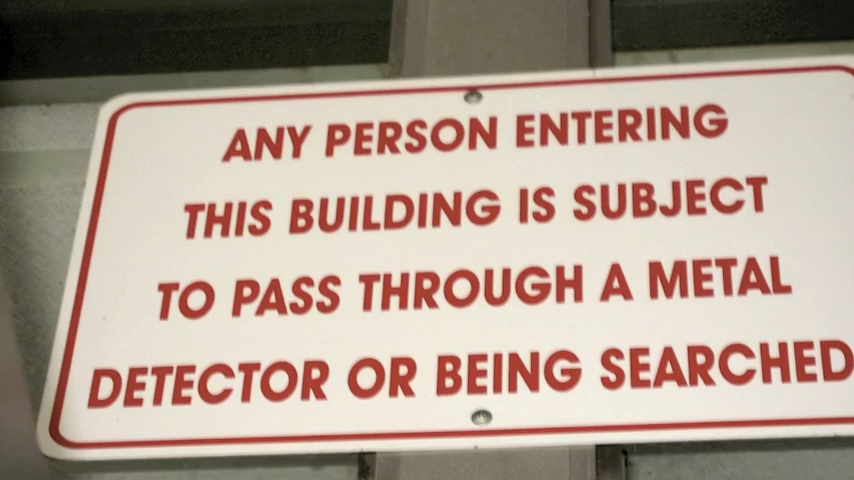 ANY PERSON ENTERING
THIS BUILDING IS SUBJECT
TO PASS THROUGH A METAL
DETECTOR OR BEING SEARCHED